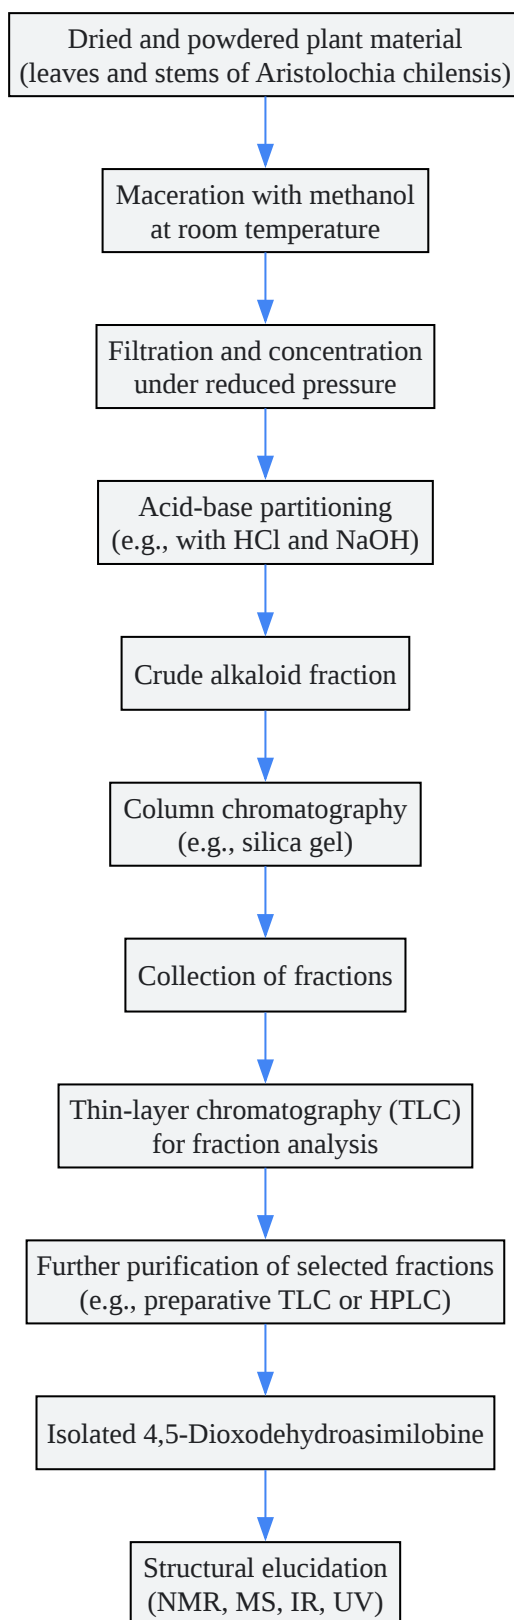 Dried and powdered plant material
(leaves and stems of Aristolochia chilensis)
Maceration with methanol
at room temperature
Filtration and concentration
under reduced pressure
Acid-base partitioning
(e.g., with HCl and NaOH)
Crude alkaloid fraction
Column chromatography
(e.g., silica gel)
Collection of fractions
Thin-layer chromatography (TLC)
for fraction analysis
Further purification of selected fractions
(e.g., preparative TLC or HPLC)
Isolated 4,5-Dioxodehydroasimilobine
Structural elucidation
(NMR, MS, IR, UV)